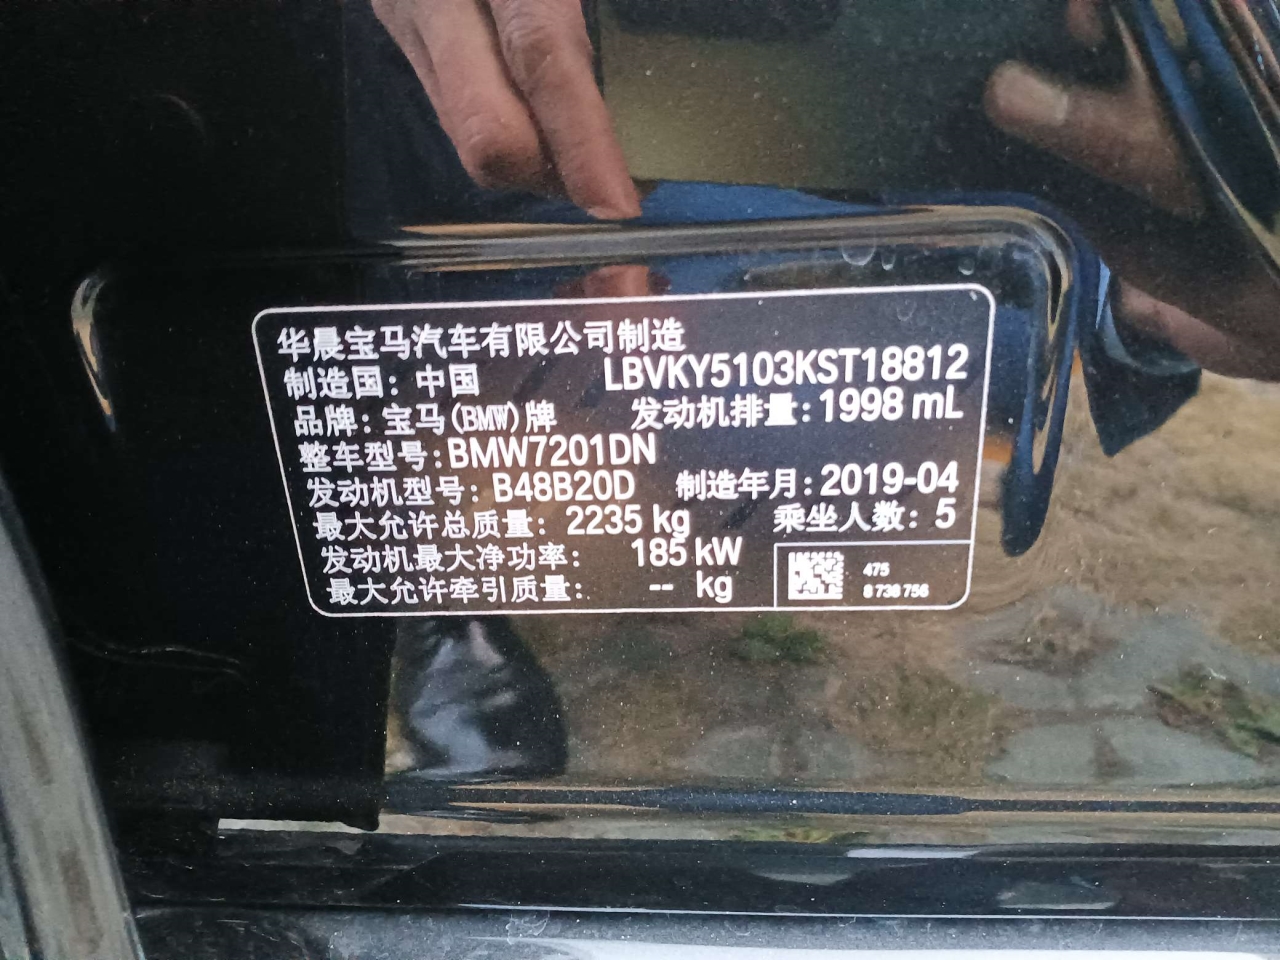 华晨宝马汽车有限公司制造
制造国：中国 LBVKY5103KST18812
品牌：宝马(BMW)牌 发动机排量：1998 mL
整车型号：BMW7201DN
发动机型号：B48B20D 制造年月：2019-04
最大允许总质量：2235 kg 乘坐人数：5
发动机最大净功率：185 kW
最大允许牵引质量：-- kg
475
8 738 756